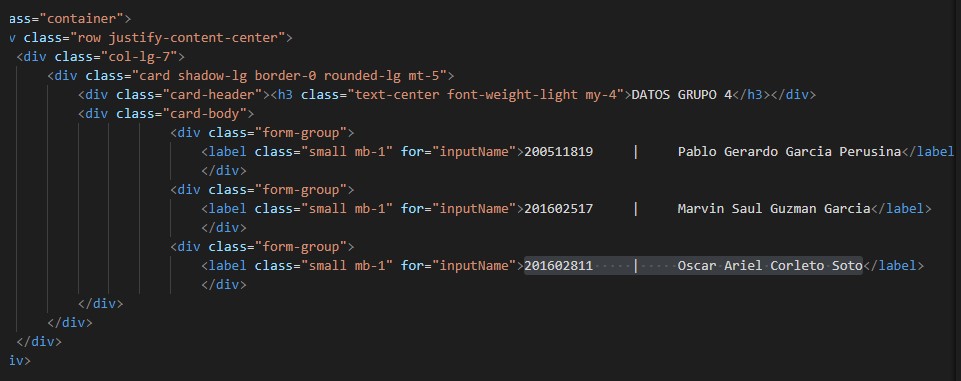 ass="container">
v class="row justify-content-center">
<div class="col-lg-7">
<div class="card shadow-lg border-0 rounded-lg mt-5">
<div class="card-header"><h3 class="text-center font-weight-light my-4">DATOS GRUPO 4</h3></div>
<div class="card-body">
<div class="form-group">
<label class="small mb-1" for="inputName">200511819     |     Pablo Gerardo Garcia Perusina</label
</div>
<div class="form-group">
<label class="small mb-1" for="inputName">201602517     |     Marvin Saul Guzman Garcia</label>
</div>
<div class="form-group">
<label class="small mb-1" for="inputName">201602811     |     Oscar Ariel Corleto Soto</label>
</div>
</div>
</div>
</div>
iv>